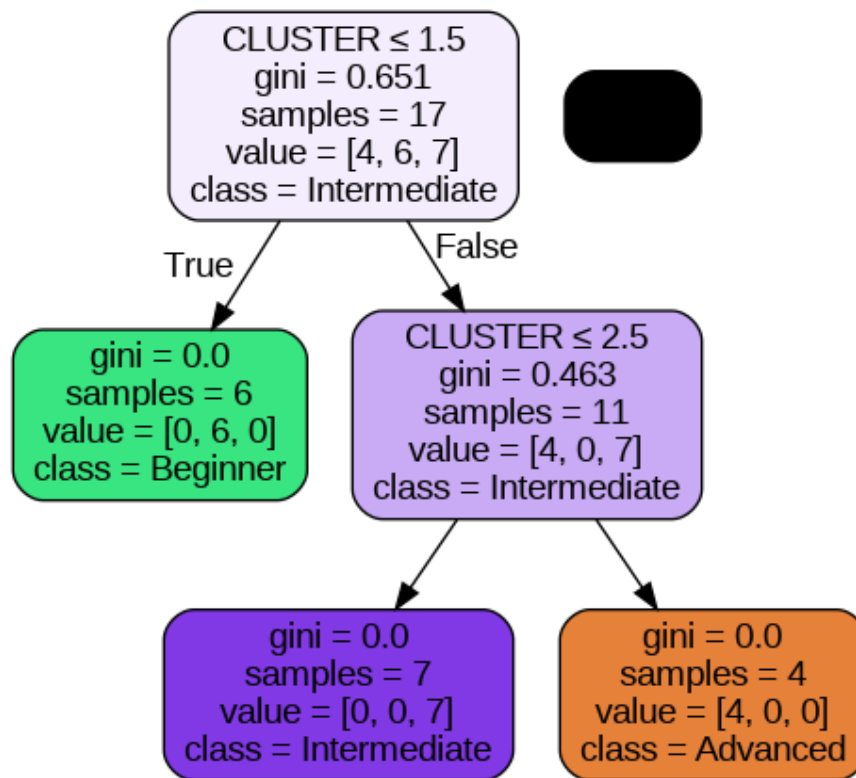 CLUSTER ≤ 1.5
gini = 0.651
samples = 17
value = [4, 6, 7]
class = Intermediate
True
False
gini = 0.0
samples = 6
value = [0, 6, 0]
class = Beginner
CLUSTER ≤ 2.5
gini = 0.463
samples = 11
value = [4, 0, 7]
class = Intermediate
gini = 0.0
samples = 7
value = [0, 0, 7]
class = Intermediate
gini = 0.0
samples = 4
value = [4, 0, 0]
class = Advanced